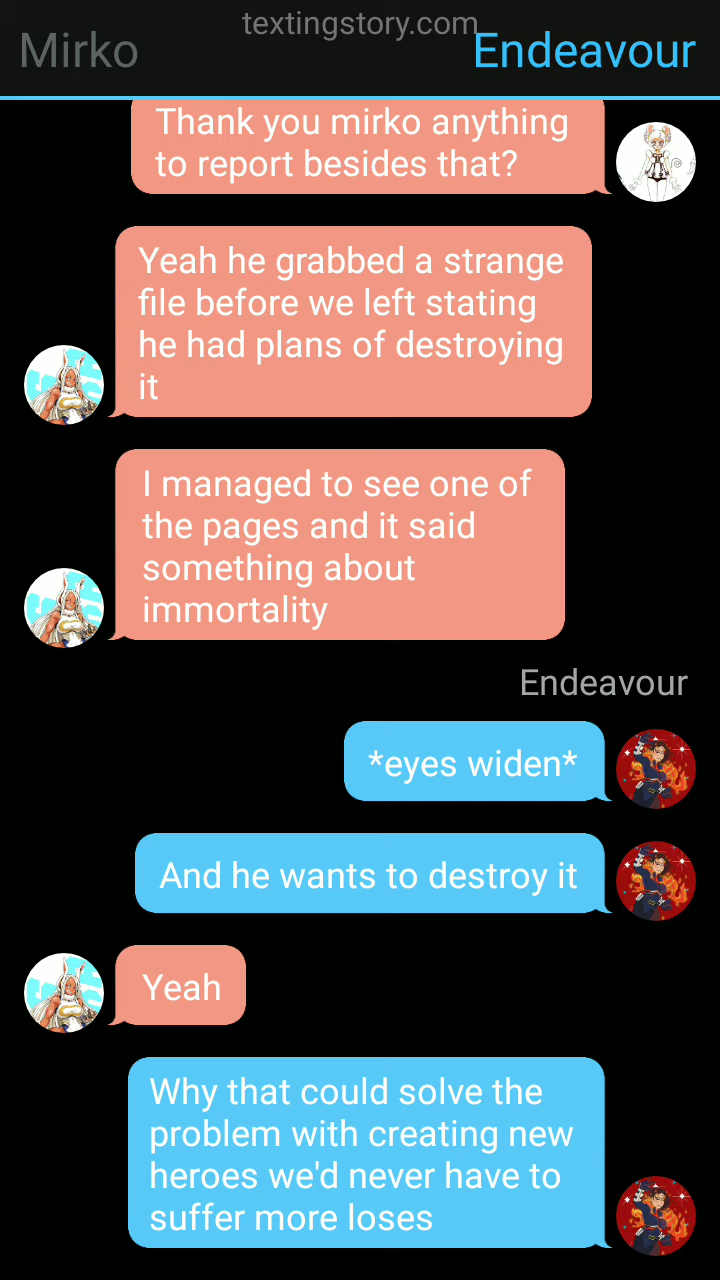 textingstory.com
Mirko
Endeavour
Thank you mirko anything
to report besides that?
Yeah he grabbed a strange
file before we left stating
he had plans of destroying
it
I managed to see one of
the pages and it said
something about
immortality
Endeavour
*eyes widen*
And he wants to destroy it
Yeah
Why that could solve the
problem with creating new
heroes we'd never have to
suffer more loses